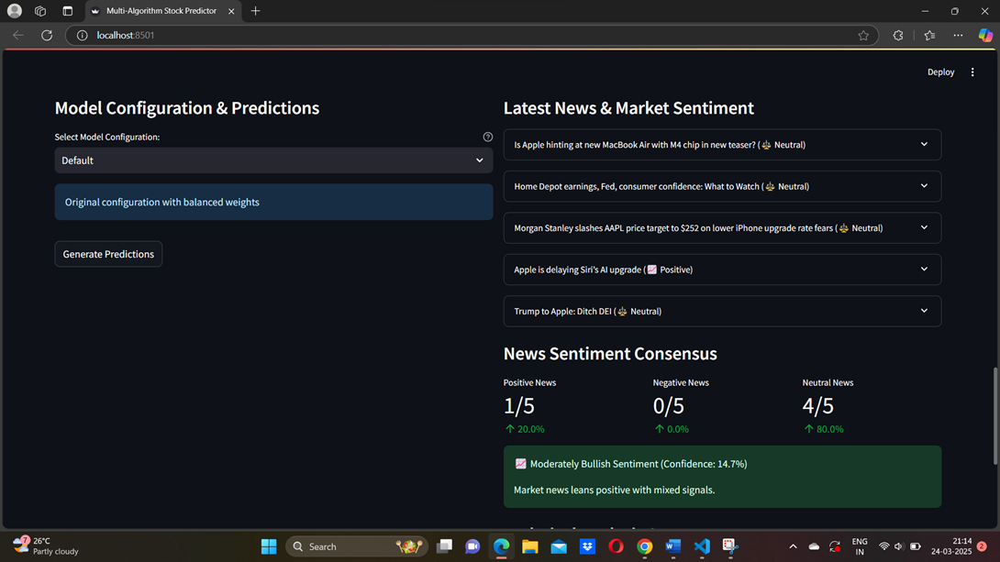 Multi-Algorithm Stock Predictor
localhost:8501
Deploy
Model Configuration & Predictions
Select Model Configuration:
Default
Original configuration with balanced weights
Generate Predictions
Latest News & Market Sentiment
Is Apple hinting at new MacBook Air with M4 chip in new teaser? (⚖️ Neutral)
Home Depot earnings, Fed, consumer confidence: What to Watch (⚖️ Neutral)
Morgan Stanley slashes AAPL price target to $252 on lower iPhone upgrade rate fears (⚖️ Neutral)
Apple is delaying Siri's AI upgrade (📈 Positive)
Trump to Apple: Ditch DEI (⚖️ Neutral)
News Sentiment Consensus
Positive News
1/5
↑ 20.0%
Negative News
0/5
↑ 0.0%
Neutral News
4/5
↑ 80.0%
📈 Moderately Bullish Sentiment (Confidence: 14.7%)
Market news leans positive with mixed signals.
7
26°C
Partly cloudy
Search
ENG
IN
21:14
24-03-2025
2